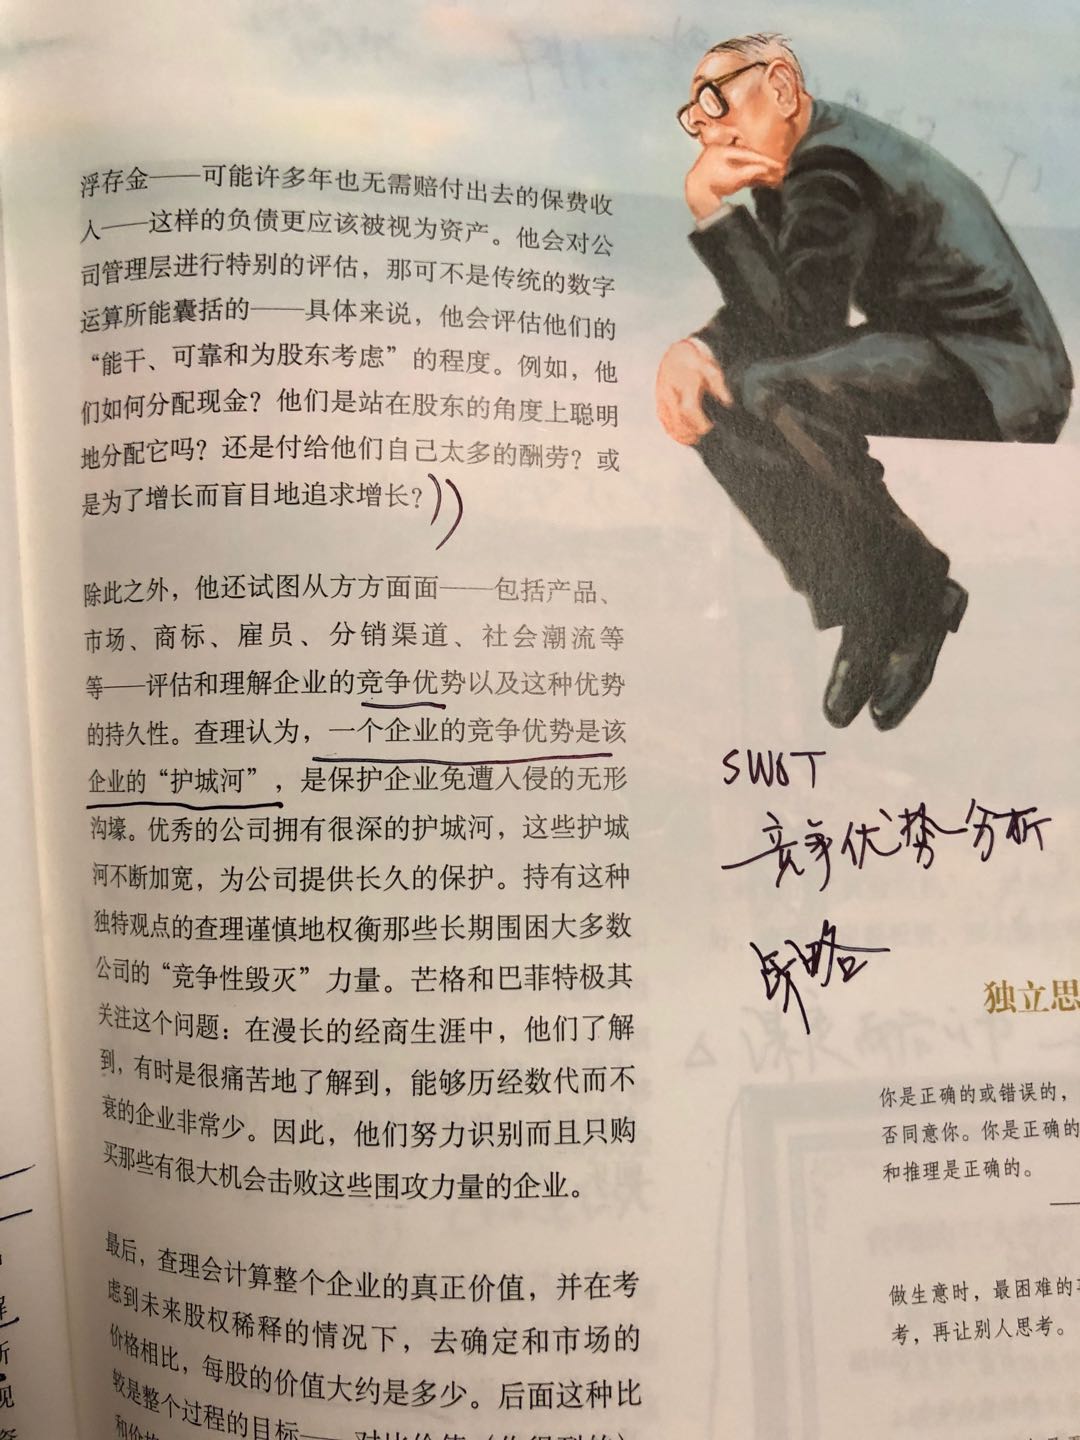 浮存金——可能许多年也无需赔付出去的保费收
入——这样的负债更应该被视为资产。他会对公
司管理层进行特别的评估，那可不是传统的数字
运算所能囊括的——具体来说，他会评估他们的
“能干、可靠和为股东考虑”的程度。例如，他
们如何分配现金？他们是站在股东的角度上聪明
地分配它吗？还是付给他们自己太多的酬劳？或
是为了增长而盲目地追求增长？
除此之外，他还试图从方方面面——包括产品、
市场、商标、雇员、分销渠道、社会潮流等
等——评估和理解企业的竞争优势以及这种优势
的持久性。查理认为，一个企业的竞争优势是该
企业的“护城河”，是保护企业免遭入侵的无形
沟壕。优秀的公司拥有很深的护城河，这些护城
河不断加宽，为公司提供长久的保护。持有这种
独特观点的查理谨慎地权衡那些长期围困大多数
公司的“竞争性毁灭”力量。芒格和巴菲特极其
关注这个问题：在漫长的经商生涯中，他们了解
到，有时是很痛苦地了解到，能够历经数代而不
衰的企业非常少。因此，他们努力识别而且只购
买那些有很大机会击败这些围攻力量的企业。
最后，查理会计算整个企业的真正价值，并在考
虑到未来股权稀释的情况下，去确定和市场的
价格相比，每股的价值大约是多少。后面这种比
较是整个过程的目标——对比价值（你得到的）
SWOT
竞争优势分析
战略
独立思
你是正确的或错误的，
否同意你。你是正确的
和推理是正确的。
做生意时，最困难的
考，再让别人思考。